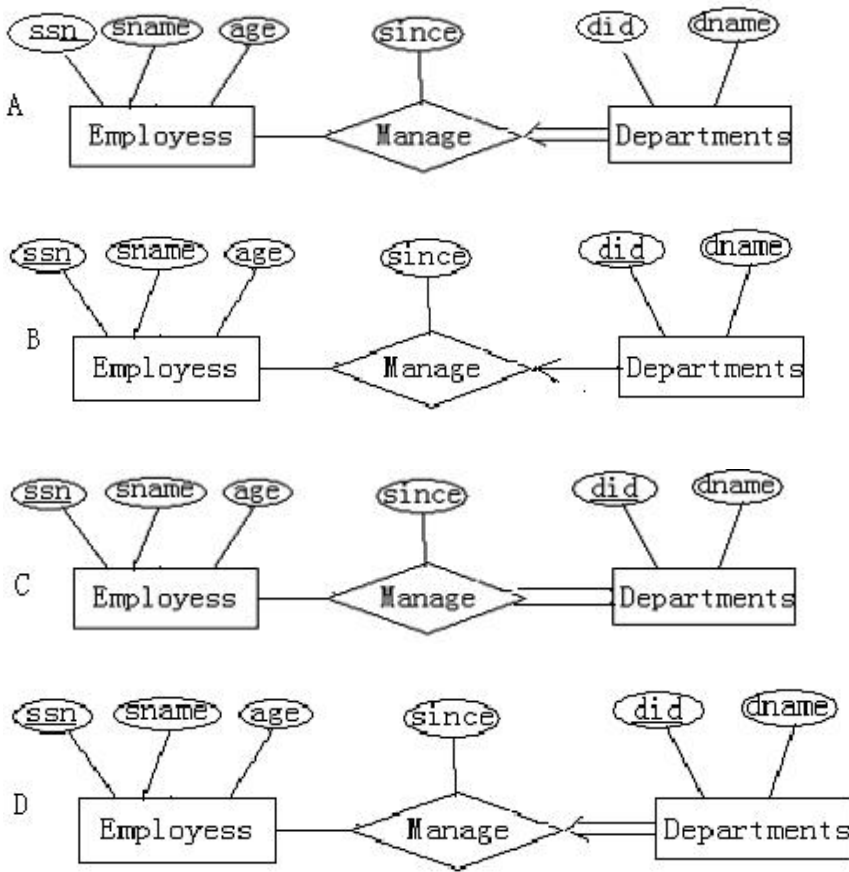 ssn sname age since did dname
A Employess Manage Departments
ssn sname age since did dname
B Employess Manage Departments
ssn sname age since did dname
C Employess Manage Departments
ssn sname age since did dname
D Employess Manage Departments